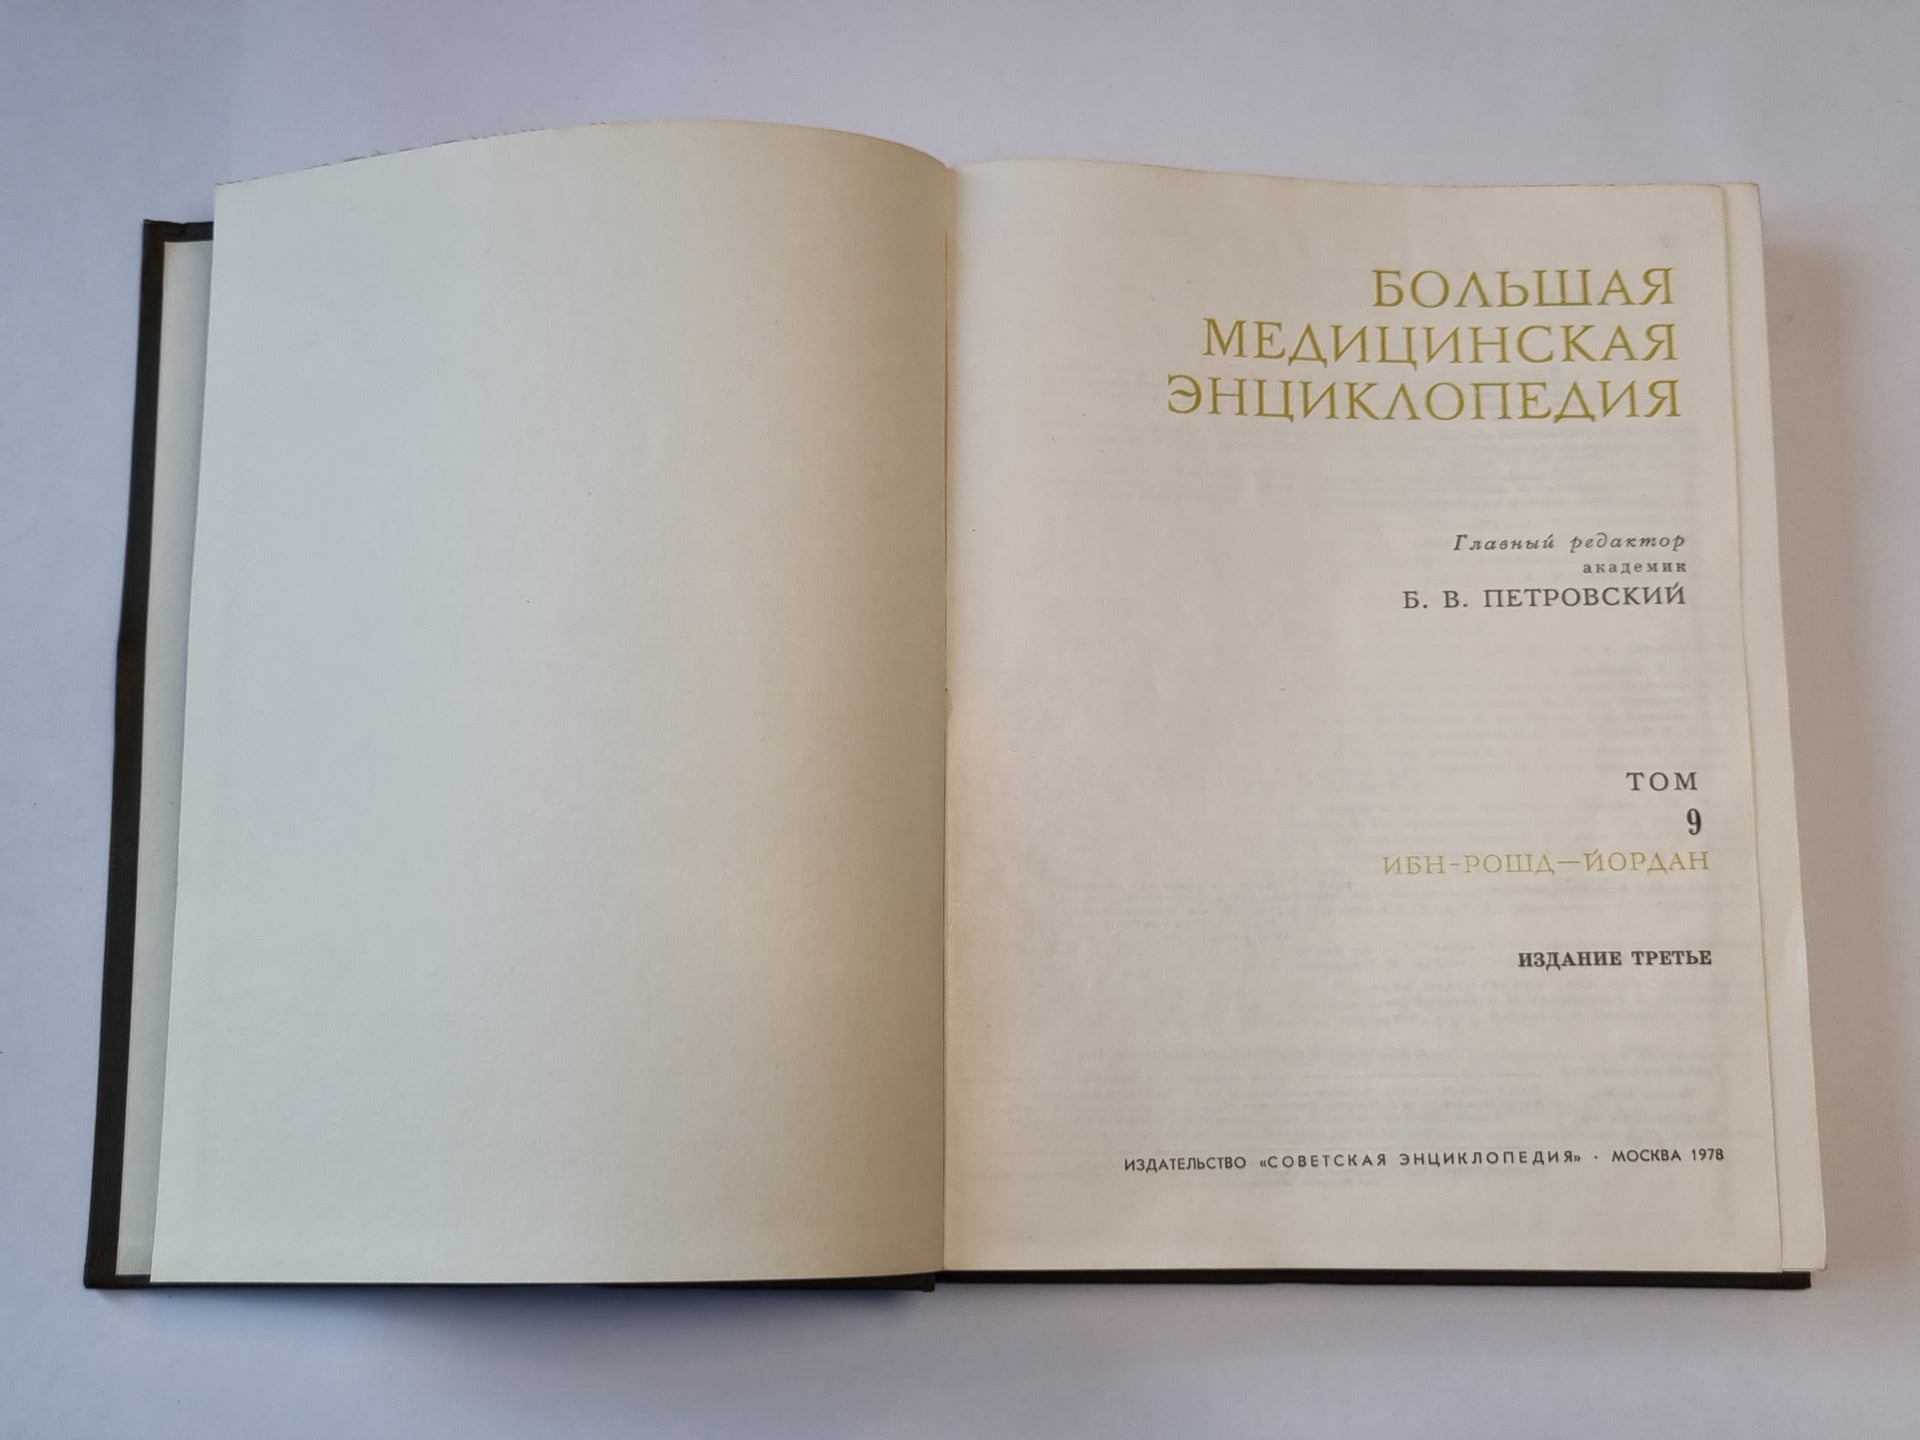 БОЛЬШАЯ
МЕДИЦИНСКАЯ
ЭНЦИКЛОПЕДИЯ
Главный редактор
академик
Б. В. ПЕТРОВСКИЙ
ТОМ
9
ИБН-РОШД—ЙОРДАН
ИЗДАНИЕ ТРЕТЬЕ
ИЗДАТЕЛЬСТВО «СОВЕТСКАЯ ЭНЦИКЛОПЕДИЯ» · МОСКВА 1978